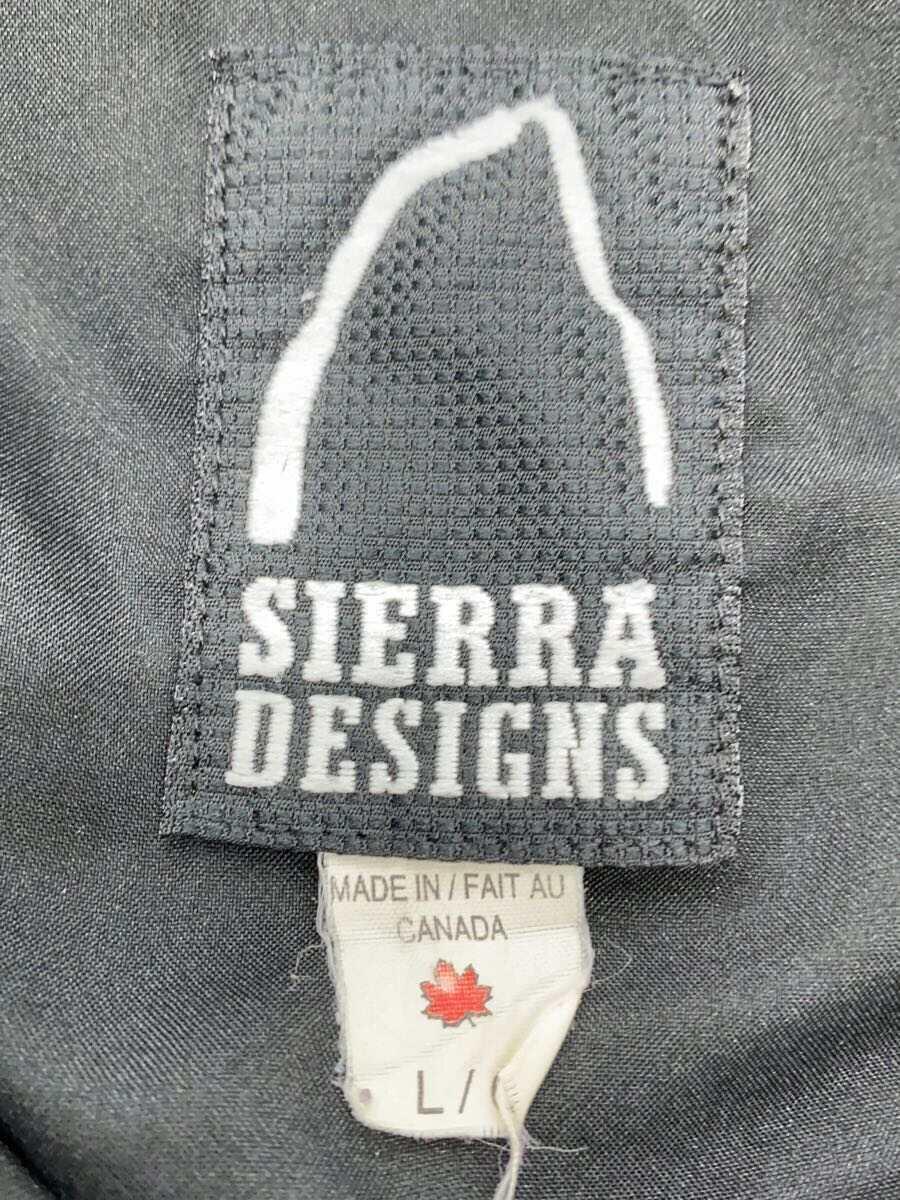 SIERRA
DESIGNS
MADE IN / FAIT AU
CANADA
L /